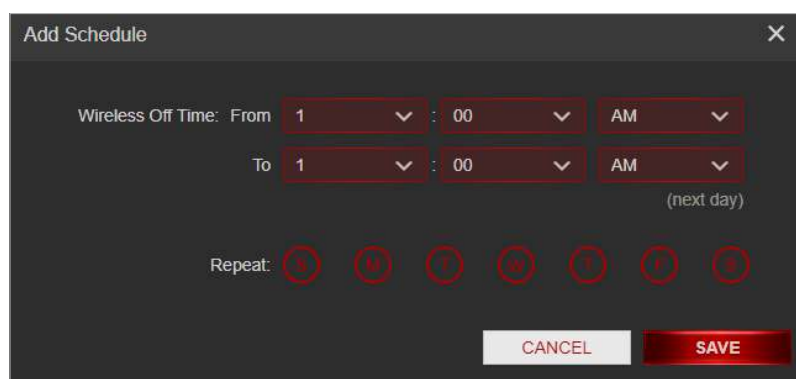 Add Schedule
Wireless Off Time: From 1 : 00 AM
To 1 : 00 AM
(next day)
Repeat: S M T W T F S
CANCEL SAVE